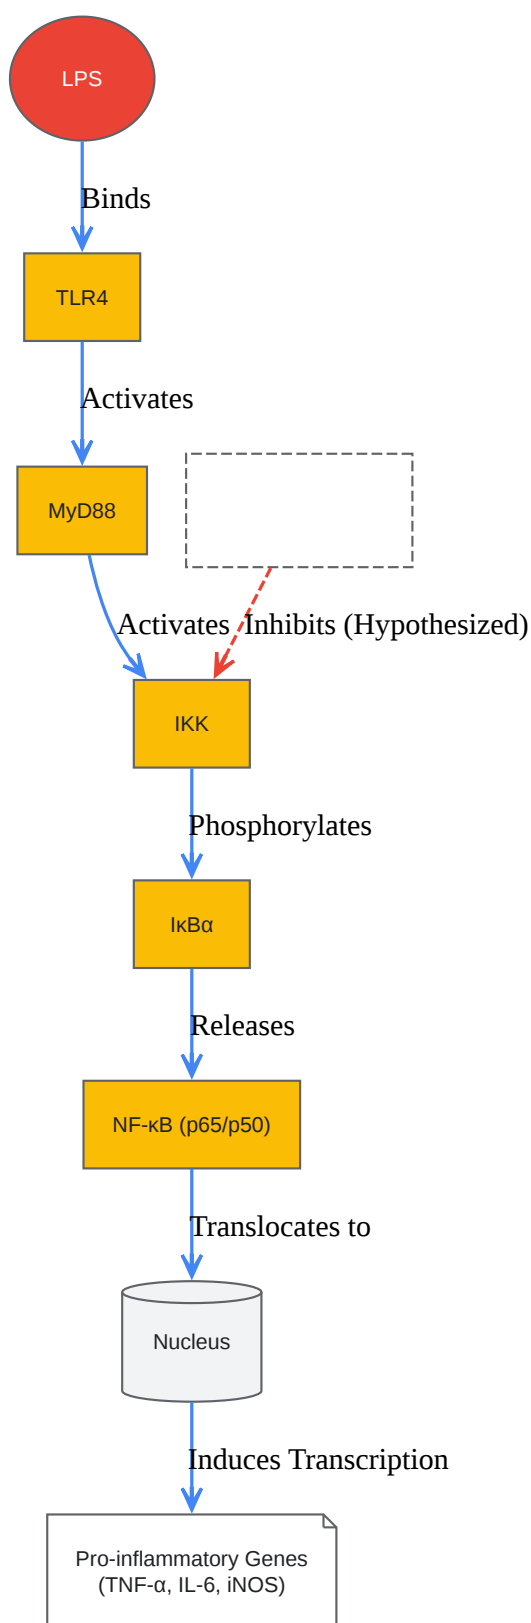 LPS
Binds
TLR4
Activates
MyD88
Activates
Inhibits (Hypothesized)
IKK
Phosphorylates
IκBα
Releases
NF-κB (p65/p50)
Translocates to
Nucleus
Induces Transcription
Pro-inflammatory Genes
(TNF-α, IL-6, iNOS)